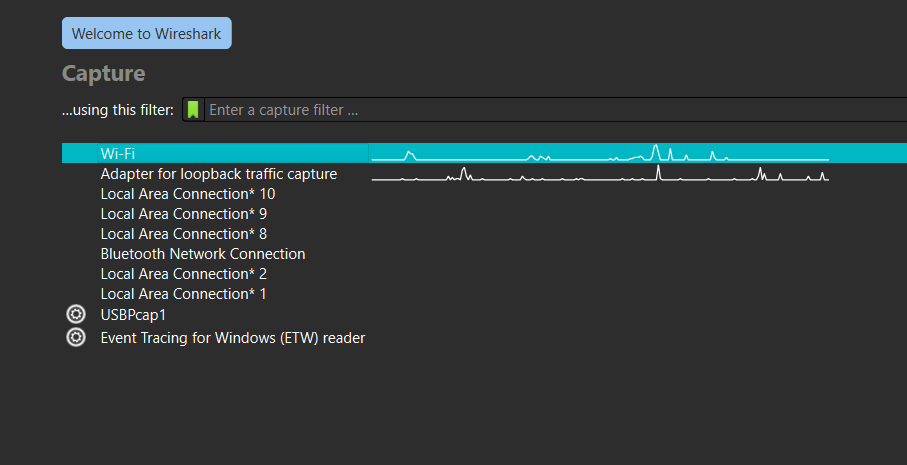 Welcome to Wireshark
Capture
...using this filter: Enter a capture filter ...
Wi-Fi
Adapter for loopback traffic capture
Local Area Connection* 10
Local Area Connection* 9
Local Area Connection* 8
Bluetooth Network Connection
Local Area Connection* 2
Local Area Connection* 1
USBPcap1
Event Tracing for Windows (ETW) reader